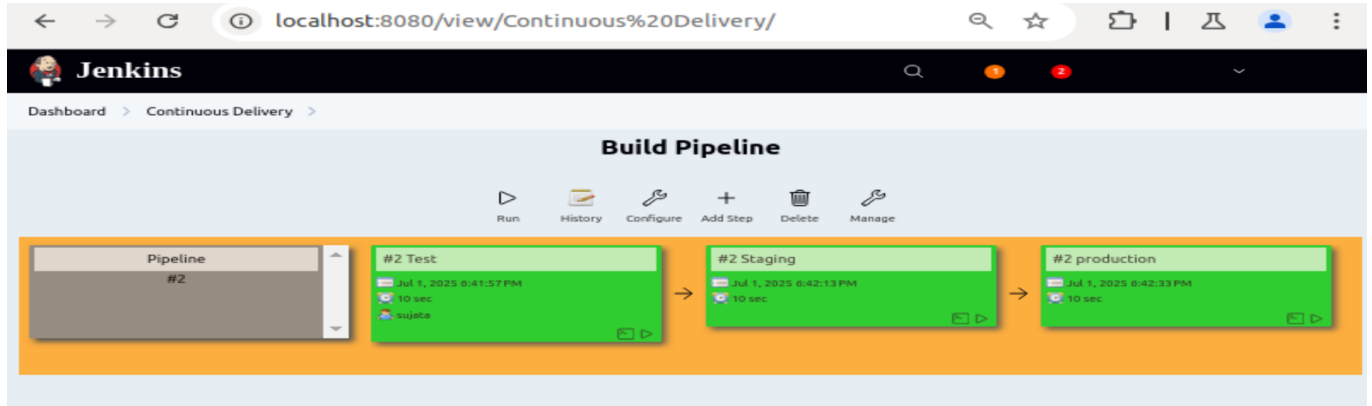 localhost:8080/view/Continuous%20Delivery/
Jenkins
1
2
Dashboard > Continuous Delivery >
Build Pipeline
Run History Configure Add Step Delete Manage
Pipeline
#2
#2 Test
Jul 1, 2025 6:41:57 PM
10 sec
sujata
#2 Staging
Jul 1, 2025 6:42:13 PM
10 sec
#2 production
Jul 1, 2025 6:42:33 PM
10 sec